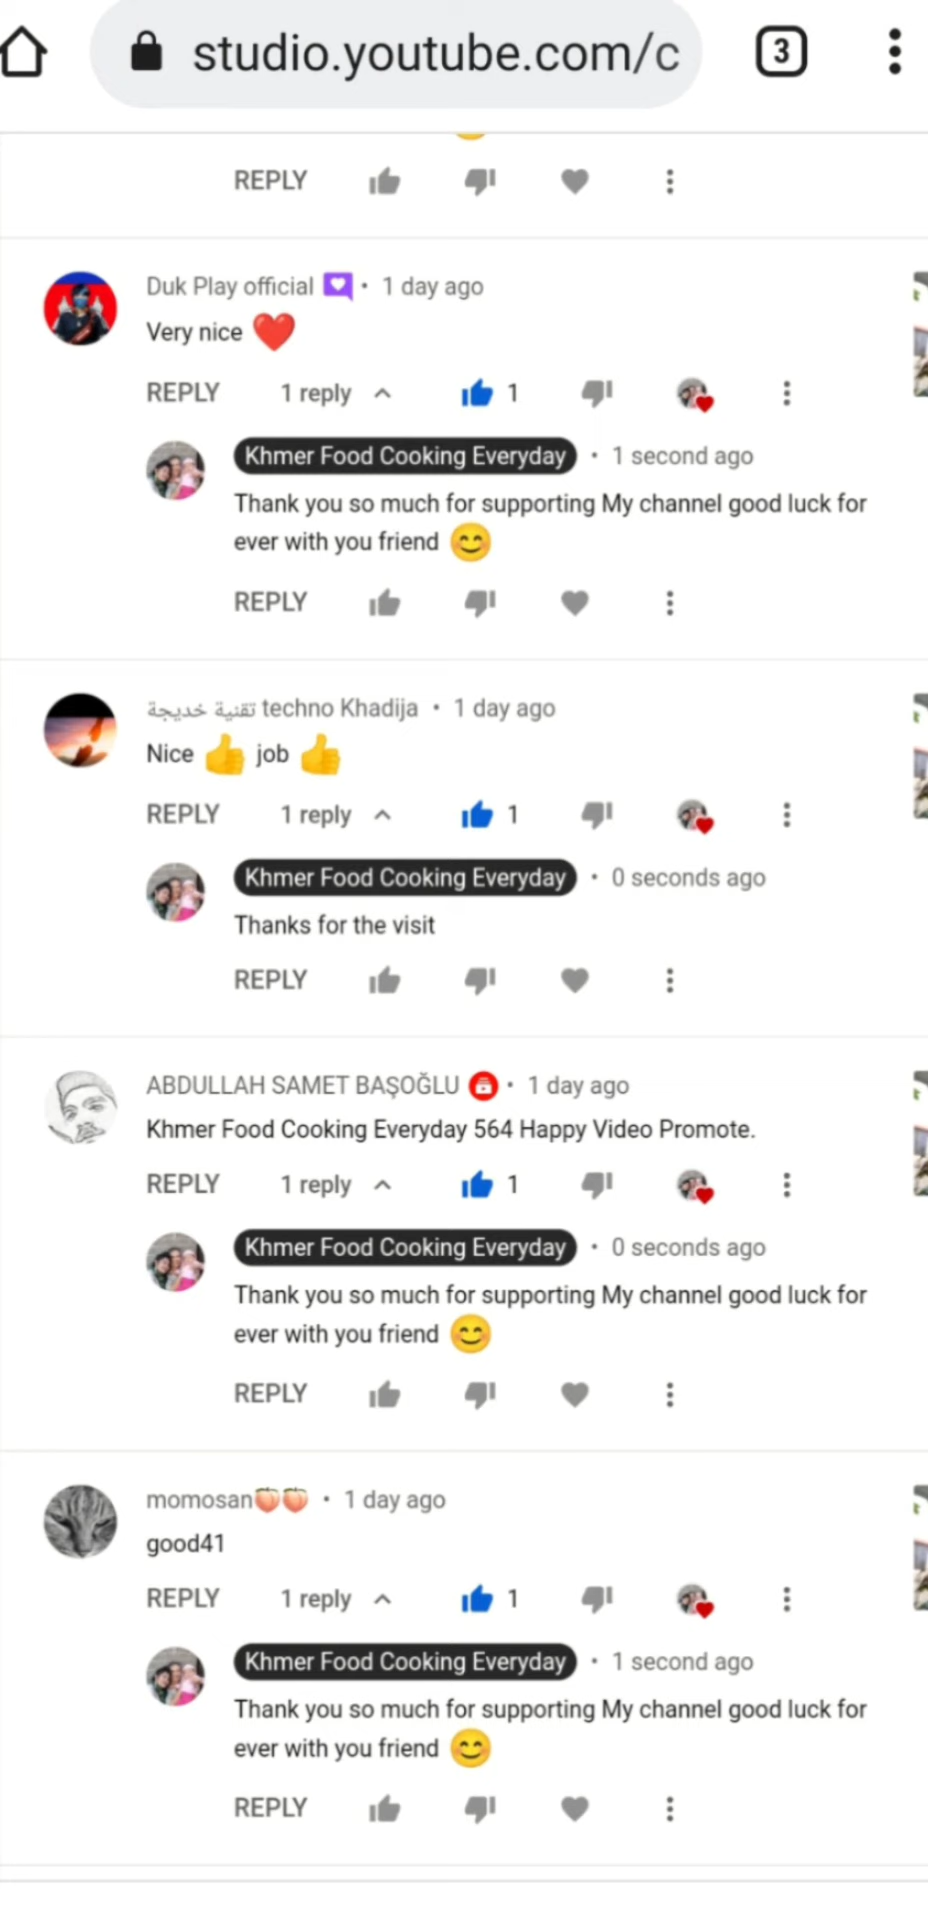 studio.youtube.com/c 3
REPLY
Duk Play official • 1 day ago
Very nice ❤️
REPLY 1 reply 1
Khmer Food Cooking Everyday • 1 second ago
Thank you so much for supporting My channel good luck for
ever with you friend 😊
REPLY
تقنية خديجة techno Khadija • 1 day ago
Nice 👍 job 👍
REPLY 1 reply 1
Khmer Food Cooking Everyday • 0 seconds ago
Thanks for the visit
REPLY
ABDULLAH SAMET BAŞOĞLU • 1 day ago
Khmer Food Cooking Everyday 564 Happy Video Promote.
REPLY 1 reply 1
Khmer Food Cooking Everyday • 0 seconds ago
Thank you so much for supporting My channel good luck for
ever with you friend 😊
REPLY
momosan🍑🍑 • 1 day ago
good41
REPLY 1 reply 1
Khmer Food Cooking Everyday • 1 second ago
Thank you so much for supporting My channel good luck for
ever with you friend 😊
REPLY